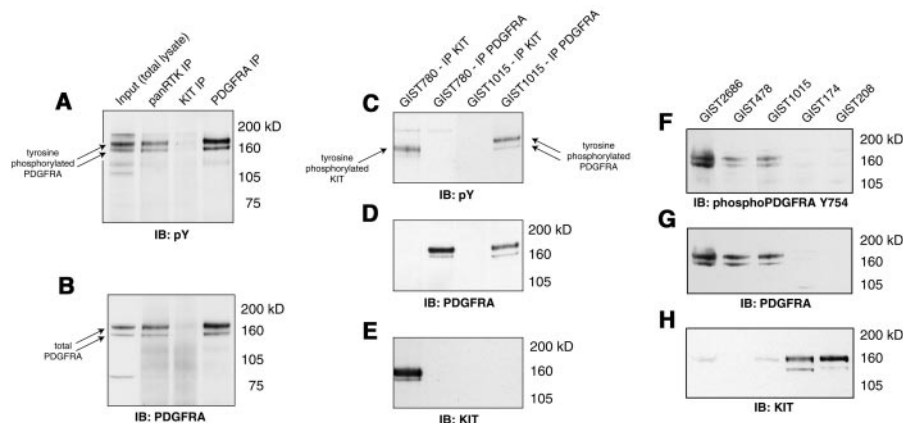 A
Input (total lysate)
panRTK IP
KIT IP
PDGFRA IP
200 kD
160
105
75
tyrosine
phosphorylated
PDGFRA
IB: pY
B
200 kD
160
105
75
total
PDGFRA
IB: PDGFRA
C
GIST780 - IP KIT
GIST780 - IP PDGFRA
GIST1015 - IP KIT
GIST1015 - IP PDGFRA
200 kD
160
105
tyrosine
phosphorylated
KIT
tyrosine
phosphorylated
PDGFRA
IB: pY
D
200 kD
160
105
IB: PDGFRA
E
200 kD
160
105
IB: KIT
F
GIST2686
GIST478
GIST1015
GIST174
GIST208
200 kD
160
105
IB: phosphoPDGFRA Y754
G
200 kD
160
105
IB: PDGFRA
H
200 kD
160
105
IB: KIT